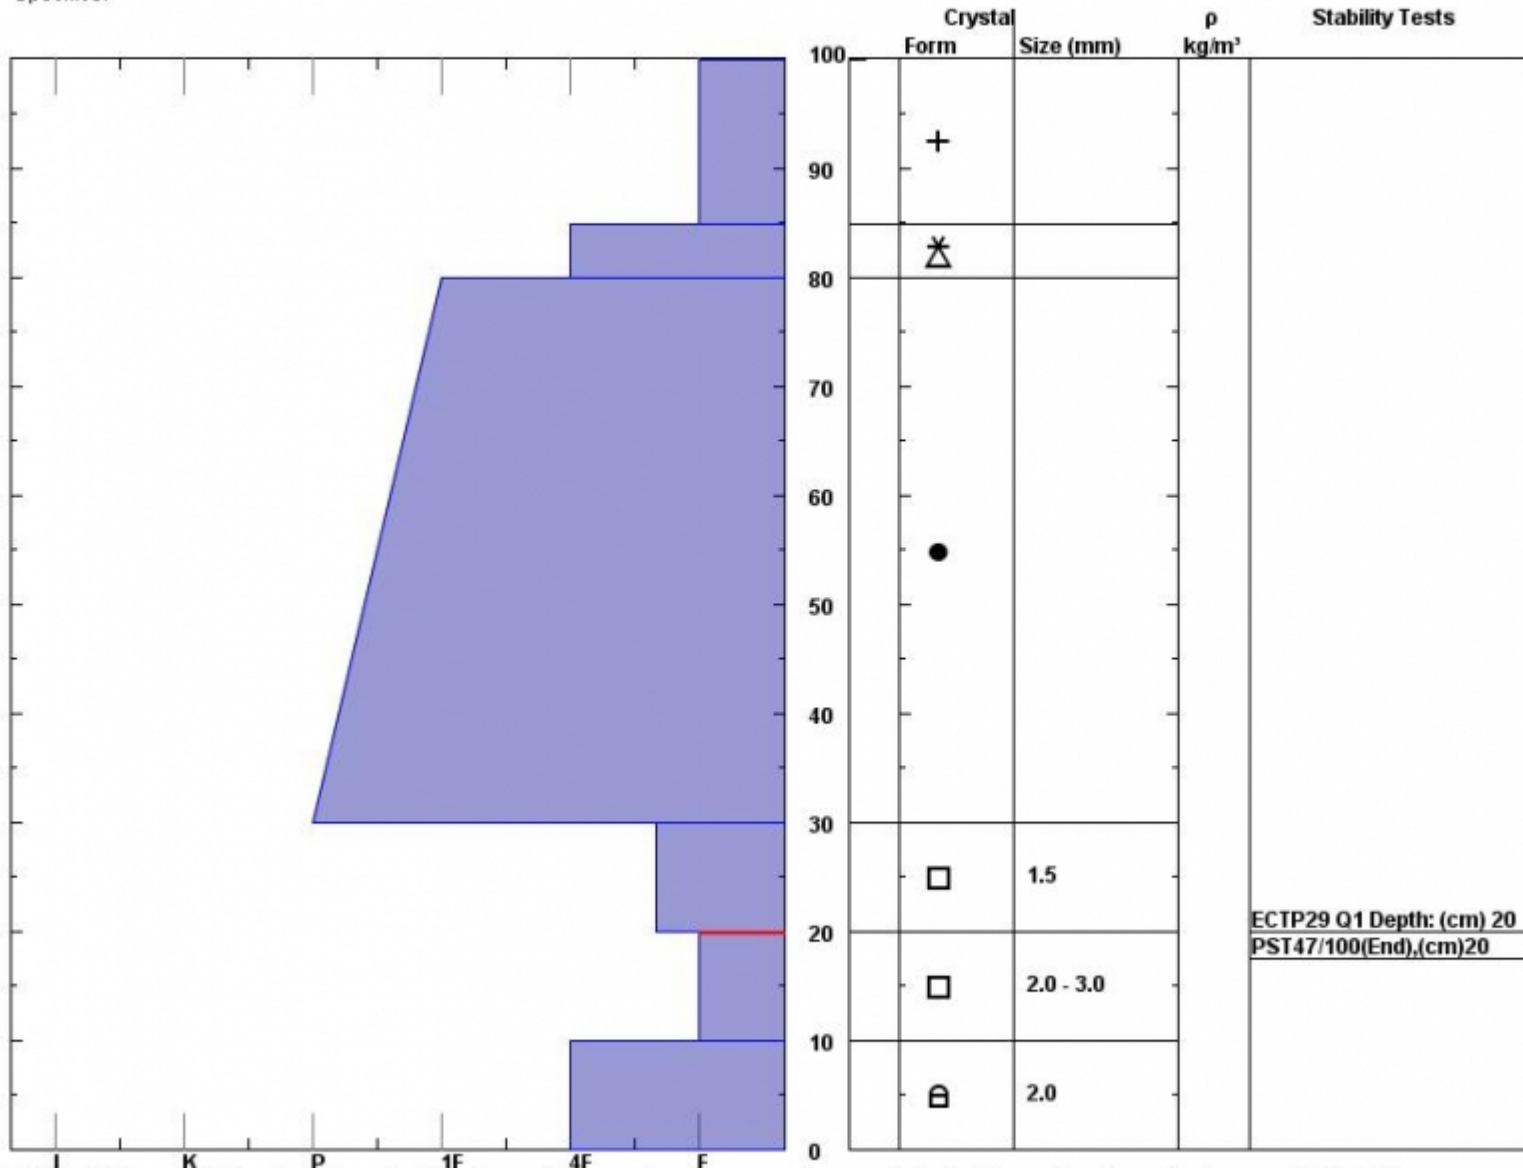 Crystal ρ Stability Tests
Form Size (mm) kg/m³
100
90
80
70
60
50
40
30
1.5
ECTP29 Q1 Depth: (cm) 20
20
PST47/100(End),(cm)20
2.0 - 3.0
10
2.0
0
I K P 1F 4F F